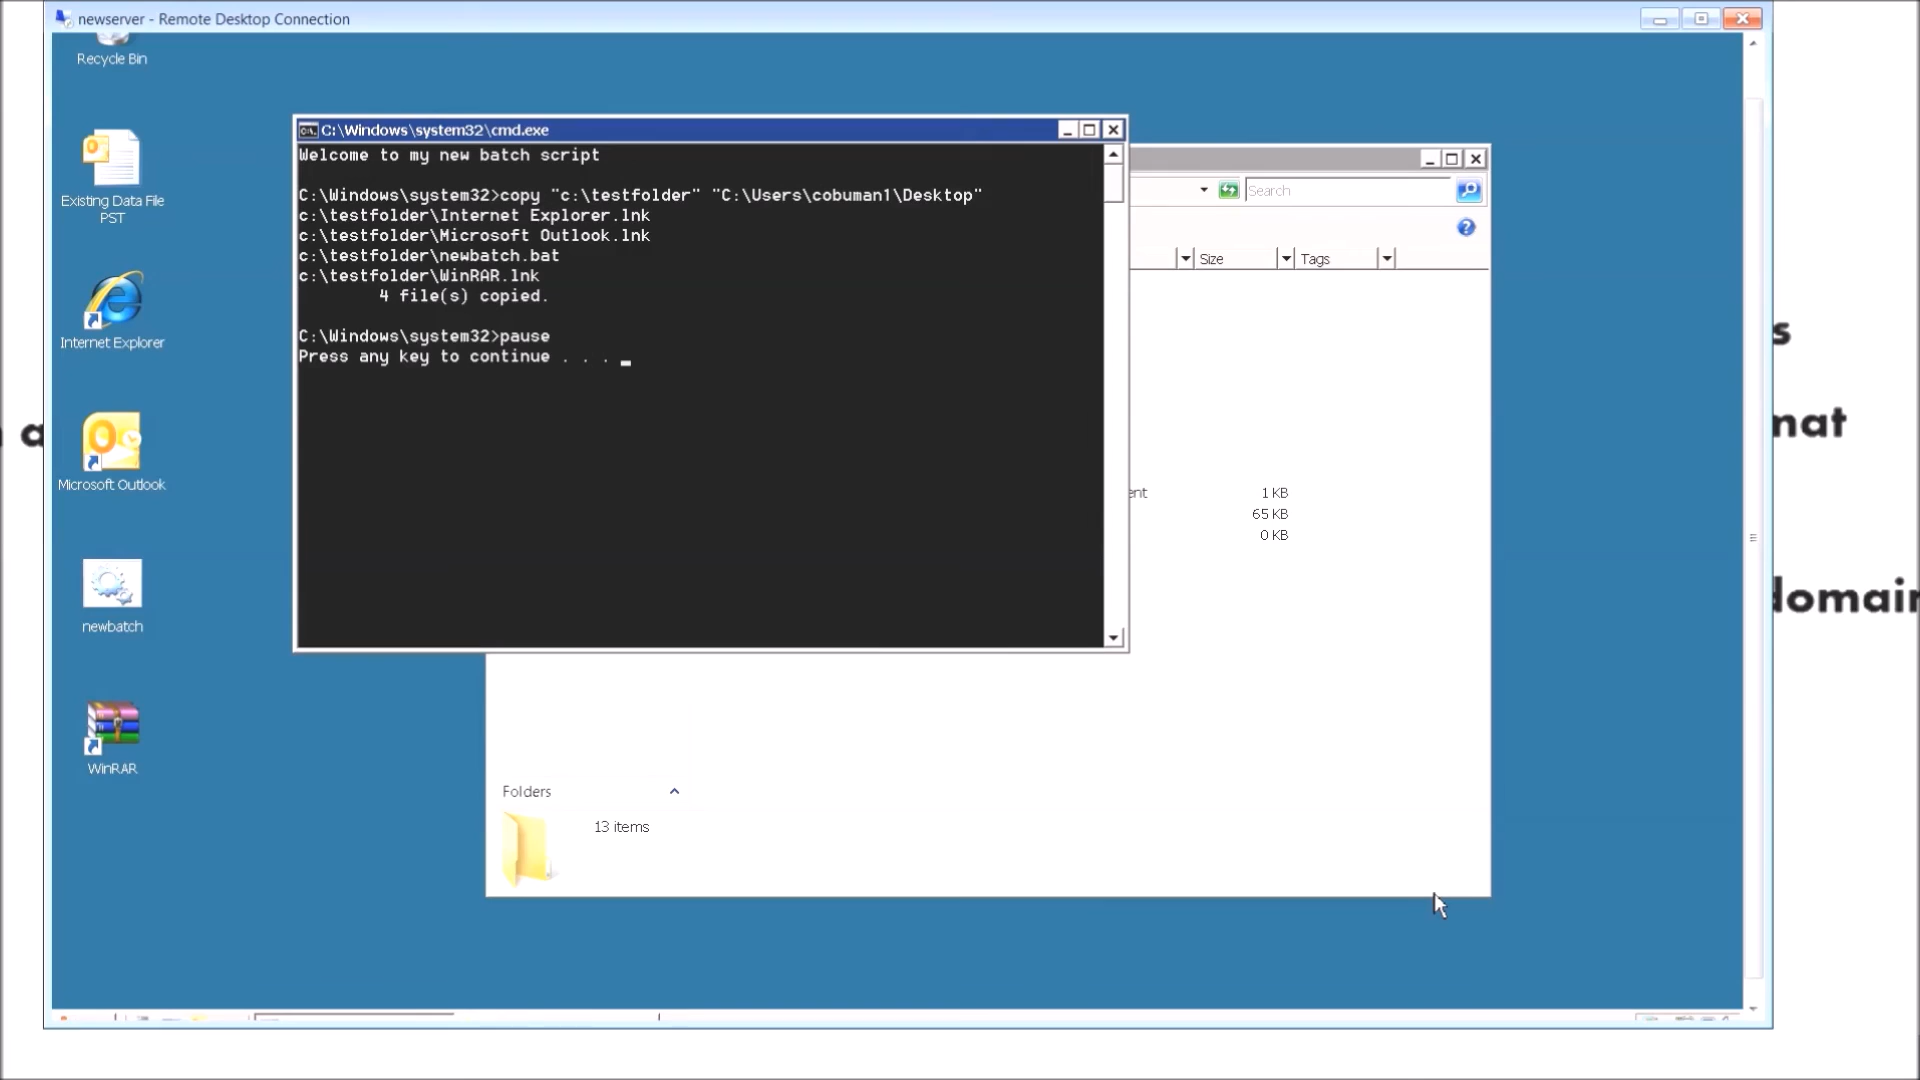 newserver - Remote Desktop Connection
Recycle Bin
Existing Data File
PST
Internet Explorer
Microsoft Outlook
newbatch
WinRAR
C:\Windows\system32\cmd.exe
Welcome to my new batch script
C:\Windows\system32>copy "c:\testfolder" "C:\Users\cobuman1\Desktop"
c:\testfolder\Internet Explorer.lnk
c:\testfolder\Microsoft Outlook.lnk
c:\testfolder\newbatch.bat
c:\testfolder\WinRAR.lnk
4 file(s) copied.
C:\Windows\system32>pause
Press any key to continue . . .
Search
Size
Tags
ent
1 KB
65 KB
0 KB
Folders
13 items
s
a
mat
domain